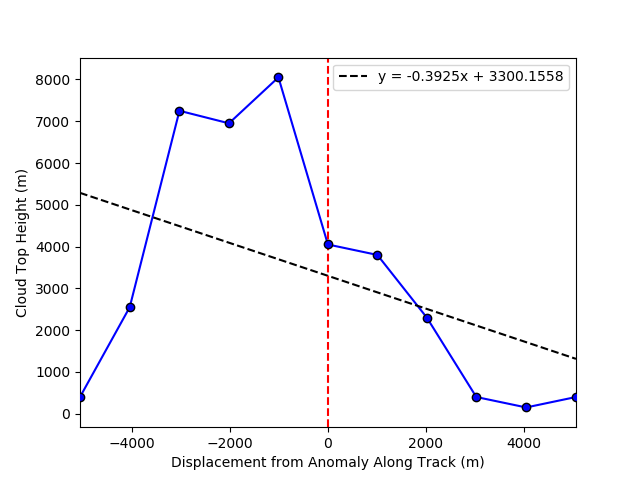 y = -0.3925x + 3300.1558
8000
7000
6000
5000
4000
3000
2000
1000
0
Cloud Top Height (m)
−4000 −2000 0 2000 4000
Displacement from Anomaly Along Track (m)